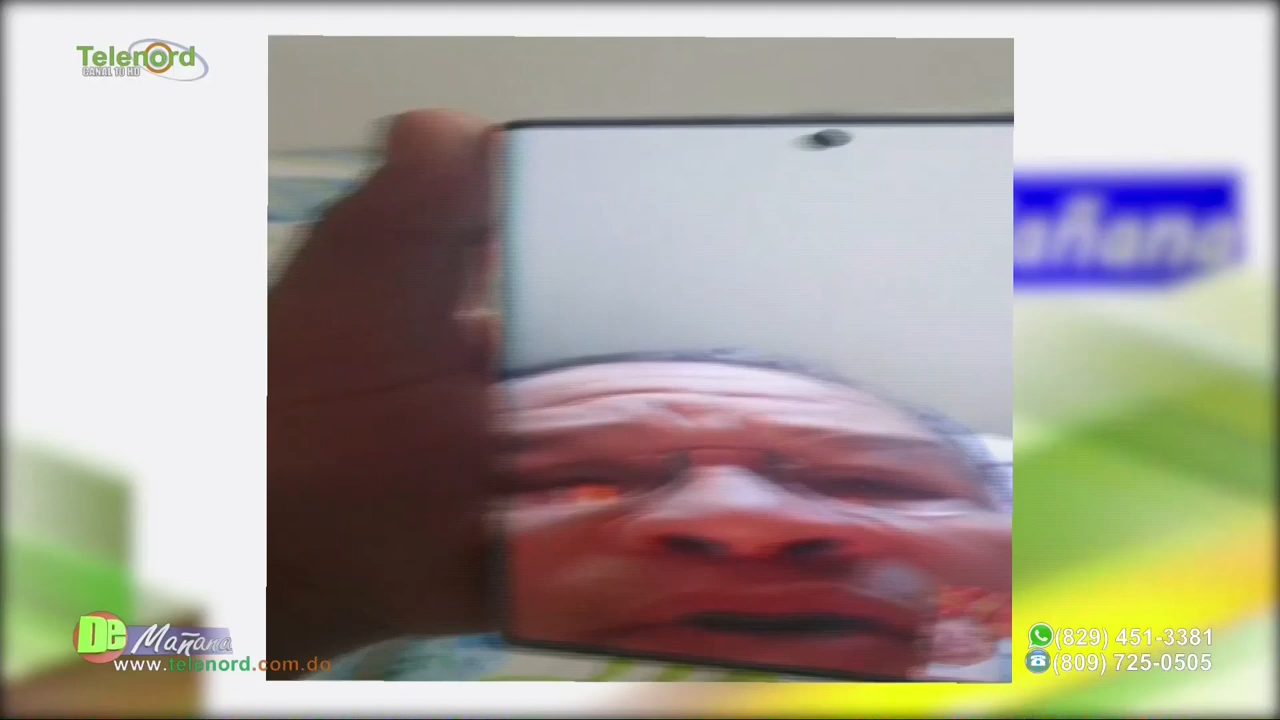 Telenord
CANAL 10 HD
De Mañana
www.telenord.com.do
(829) 451-3381
(809) 725-0505